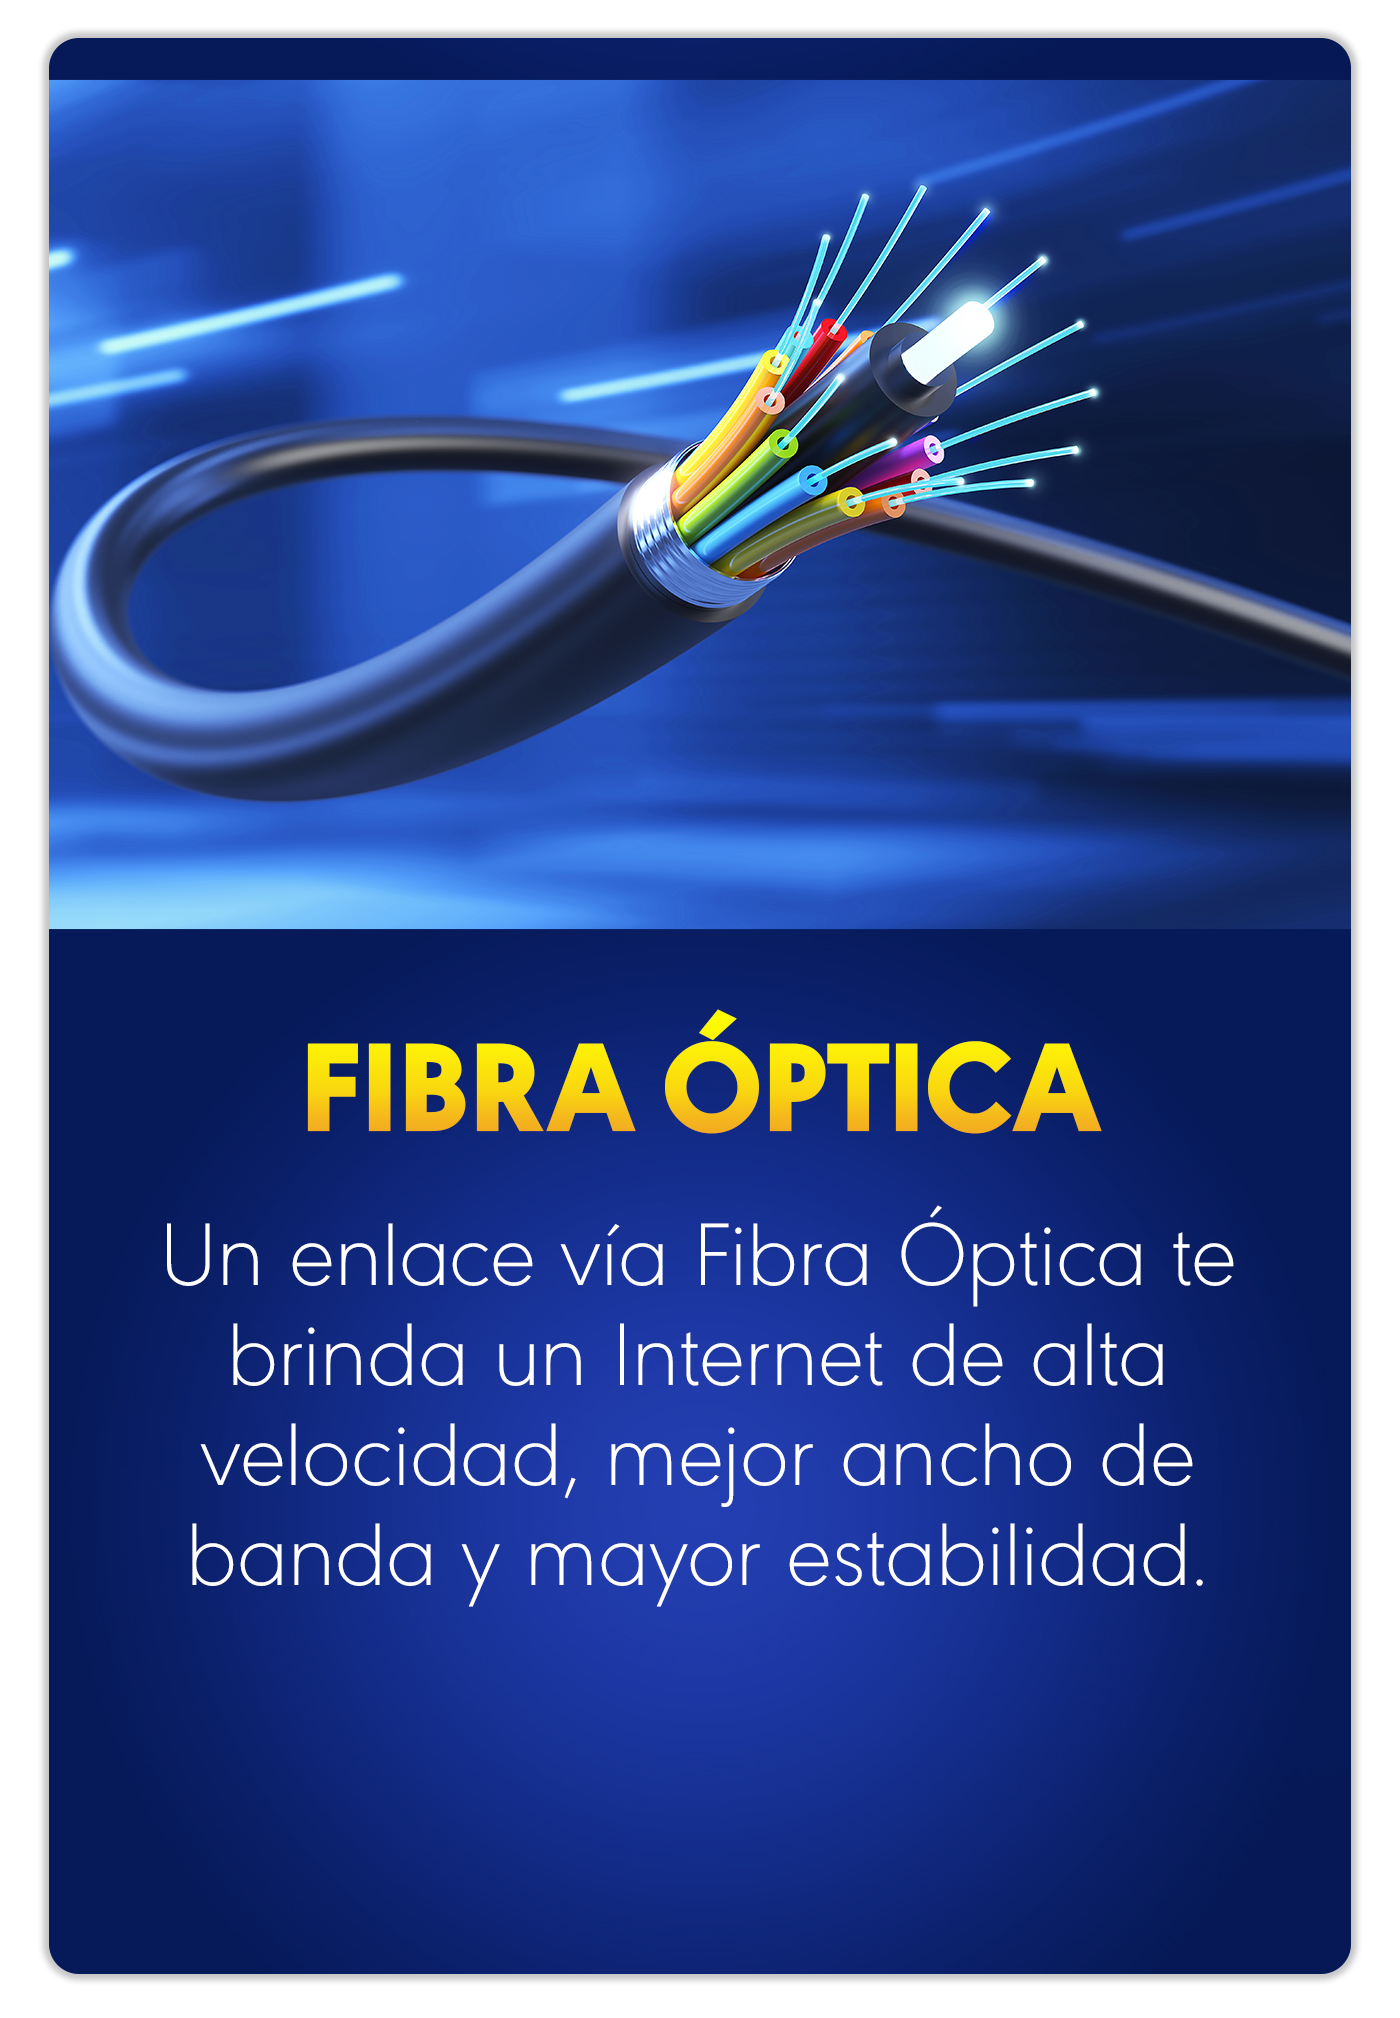 FIBRA ÓPTICA
Un enlace vía Fibra Óptica te
brinda un Internet de alta
velocidad, mejor ancho de
banda y mayor estabilidad.